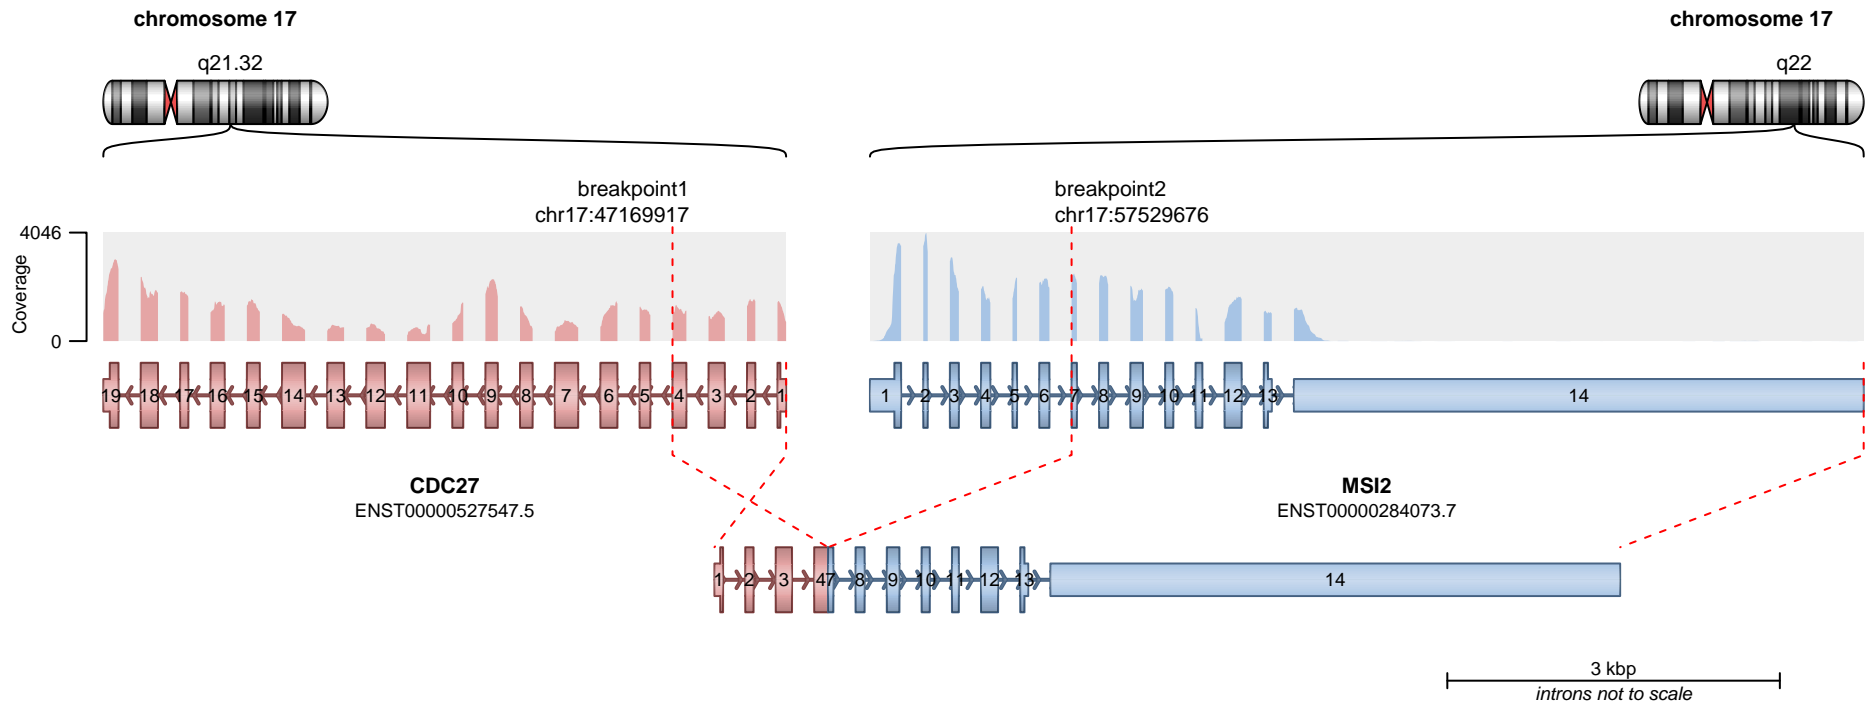 chromosome 17
chromosome 17
q21.32
q22
breakpoint1
chr17:47169917
breakpoint2
chr17:57529676
4046
0
Coverage
19 18 17 16 15 14 13 12 11 10 9 8 7 6 5 4 3 2 1
1 2 3 4 5 6 7 8 9 10 11 12 13 14
CDC27
ENST00000527547.5
MSI2
ENST00000284073.7
1 2 3 4 7 8 9 10 11 12 13 14
3 kbp
introns not to scale